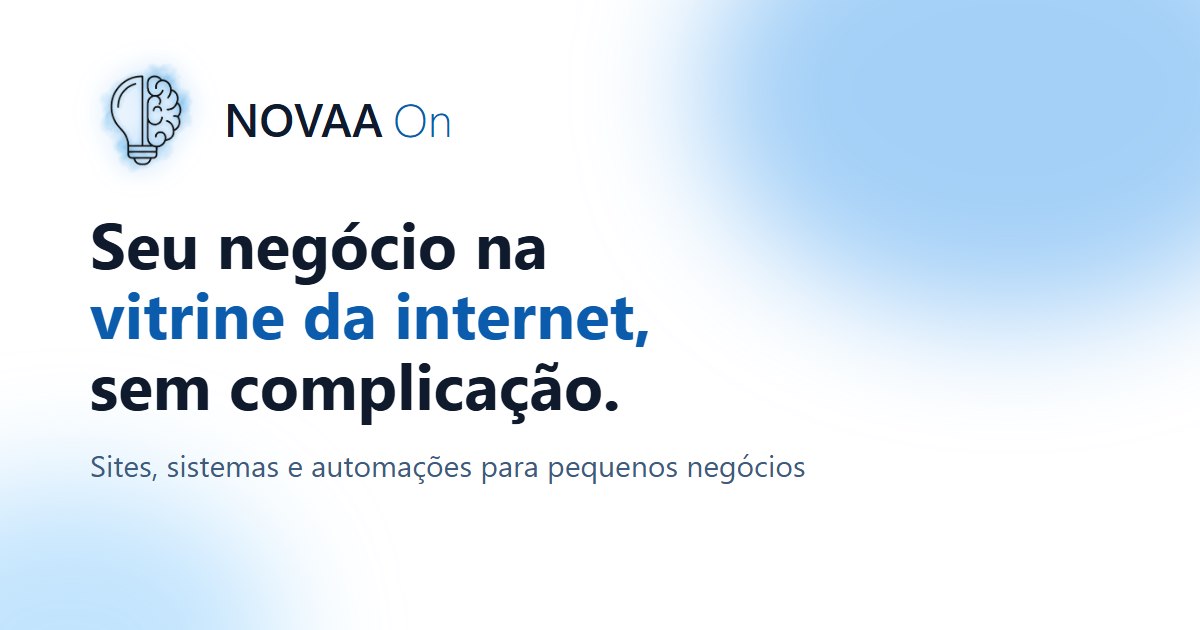 NOVAA On
Seu negócio na
vitrine da internet,
sem complicação.
Sites, sistemas e automações para pequenos negócios